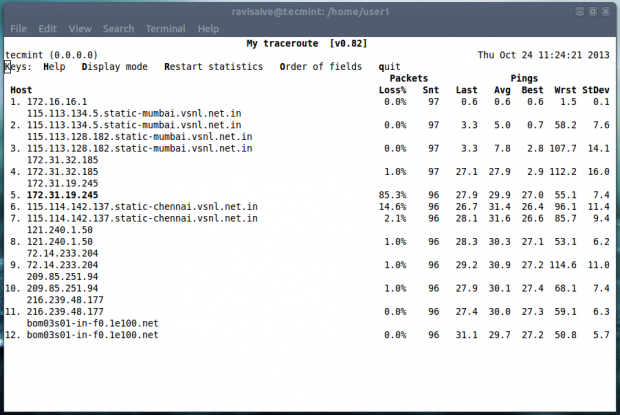 ravisaive@tecmint: /home/user1
File Edit View Search Terminal Help
My traceroute [v0.82]
tecmint (0.0.0.0) Thu Oct 24 11:24:21 2013
Keys: Help Display mode Restart statistics Order of fields quit
Packets Pings
Host Loss% Snt Last Avg Best Wrst StDev
1. 172.16.16.1 0.0% 97 0.6 0.6 0.6 1.5 0.1
115.113.134.5.static-mumbai.vsnl.net.in
2. 115.113.134.5.static-mumbai.vsnl.net.in 0.0% 97 3.3 5.0 0.7 58.2 7.6
115.113.128.182.static-mumbai.vsnl.net.in
3. 115.113.128.182.static-mumbai.vsnl.net.in 0.0% 97 3.3 7.8 2.8 107.7 14.1
172.31.32.185
4. 172.31.32.185 1.0% 97 27.1 27.9 2.9 112.2 16.0
172.31.19.245
5. 172.31.19.245 85.3% 96 27.9 29.9 27.0 55.1 7.4
6. 115.114.142.137.static-chennai.vsnl.net.in 14.6% 96 26.7 31.4 26.4 96.1 11.4
7. 115.114.142.137.static-chennai.vsnl.net.in 2.1% 96 28.1 31.6 26.6 85.7 9.4
121.240.1.50
8. 121.240.1.50 1.0% 96 28.3 30.3 27.1 53.1 6.2
72.14.233.204
9. 72.14.233.204 1.0% 96 29.2 30.9 27.2 114.6 11.0
209.85.251.94
10. 209.85.251.94 1.0% 96 27.9 30.1 27.4 68.1 7.4
216.239.48.177
11. 216.239.48.177 0.0% 96 27.4 30.0 27.3 59.1 6.3
bom03s01-in-f0.1e100.net
12. bom03s01-in-f0.1e100.net 0.0% 96 31.1 29.7 27.2 50.8 5.7